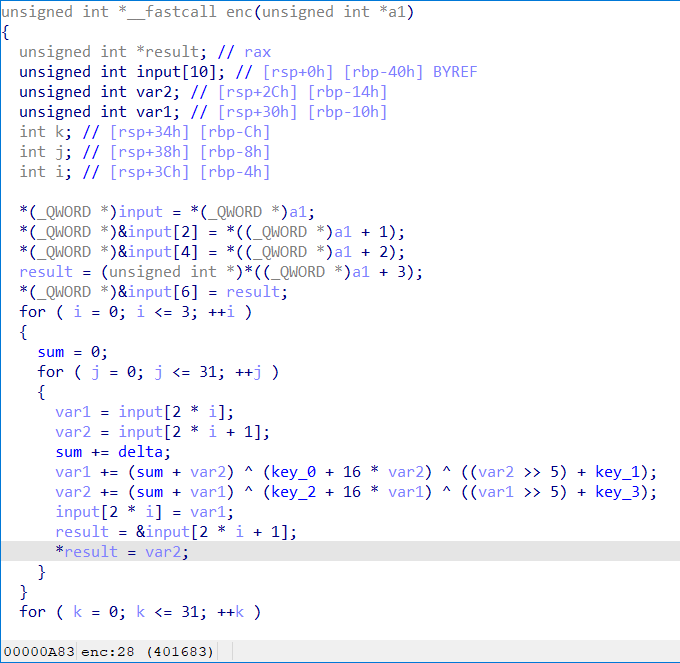 unsigned int *__fastcall enc(unsigned int *a1)
{
  unsigned int *result; // rax
  unsigned int input[10]; // [rsp+0h] [rbp-40h] BYREF
  unsigned int var2; // [rsp+2Ch] [rbp-14h]
  unsigned int var1; // [rsp+30h] [rbp-10h]
  int k; // [rsp+34h] [rbp-Ch]
  int j; // [rsp+38h] [rbp-8h]
  int i; // [rsp+3Ch] [rbp-4h]

  *(_QWORD *)input = *(_QWORD *)a1;
  *(_QWORD *)&input[2] = *((_QWORD *)a1 + 1);
  *(_QWORD *)&input[4] = *((_QWORD *)a1 + 2);
  result = (unsigned int *)*((_QWORD *)a1 + 3);
  *(_QWORD *)&input[6] = result;
  for ( i = 0; i <= 3; ++i )
  {
    sum = 0;
    for ( j = 0; j <= 31; ++j )
    {
      var1 = input[2 * i];
      var2 = input[2 * i + 1];
      sum += delta;
      var1 += (sum + var2) ^ (key_0 + 16 * var2) ^ ((var2 >> 5) + key_1);
      var2 += (sum + var1) ^ (key_2 + 16 * var1) ^ ((var1 >> 5) + key_3);
      input[2 * i] = var1;
      result = &input[2 * i + 1];
      *result = var2;
    }
  }
  for ( k = 0; k <= 31; ++k )
00000A83 enc:28 (401683)